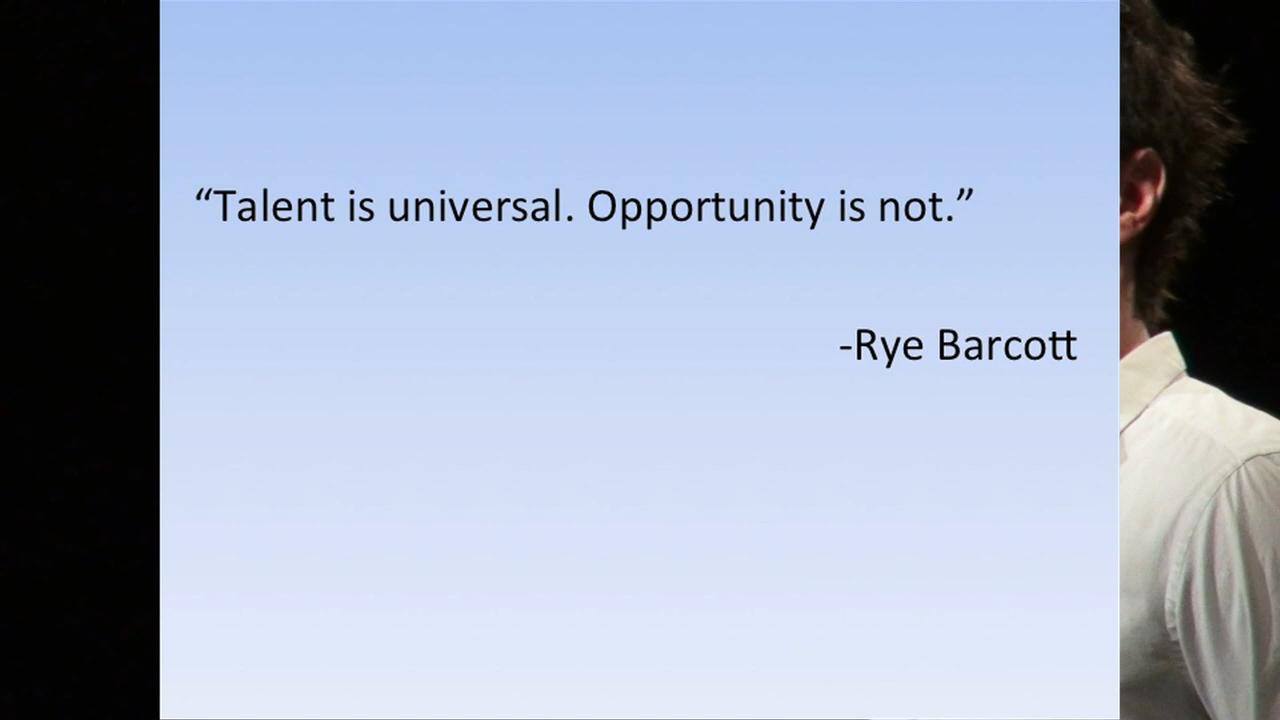 “Talent is universal. Opportunity is not.”
-Rye Barcott